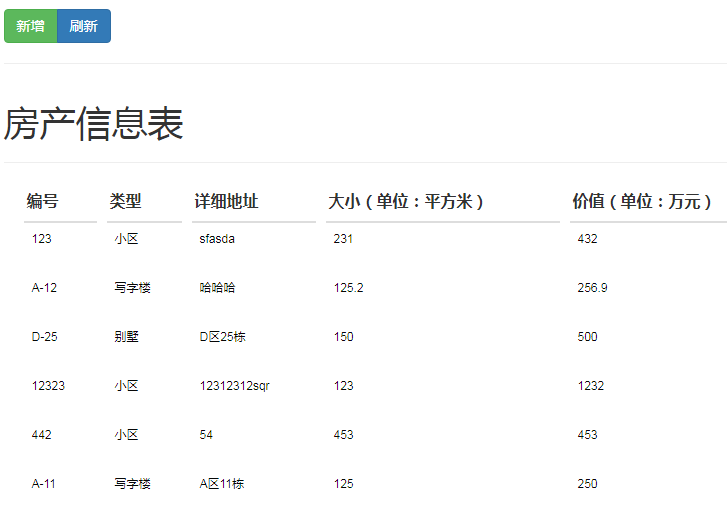 新增 刷新
房产信息表
编号 类型 详细地址 大小（单位：平方米） 价值（单位：万元）
123 小区 sfasda 231 432
A-12 写字楼 哈哈哈 125.2 256.9
D-25 别墅 D区25栋 150 500
12323 小区 12312312sqr 123 1232
442 小区 54 453 453
A-11 写字楼 A区11栋 125 250